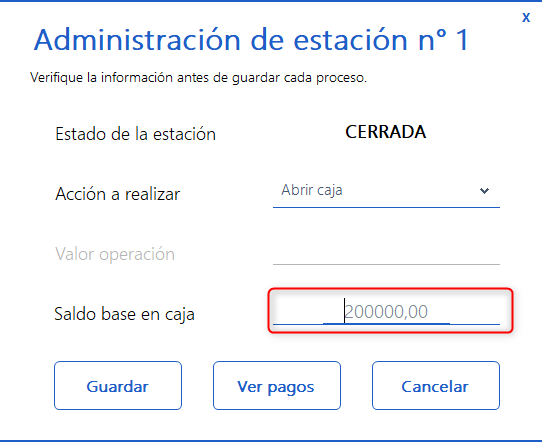 x
Administración de estación n° 1
Verifique la información antes de guardar cada proceso.
Estado de la estación CERRADA
Acción a realizar Abrir caja
Valor operación
Saldo base en caja 200000,00
Guardar Ver pagos Cancelar